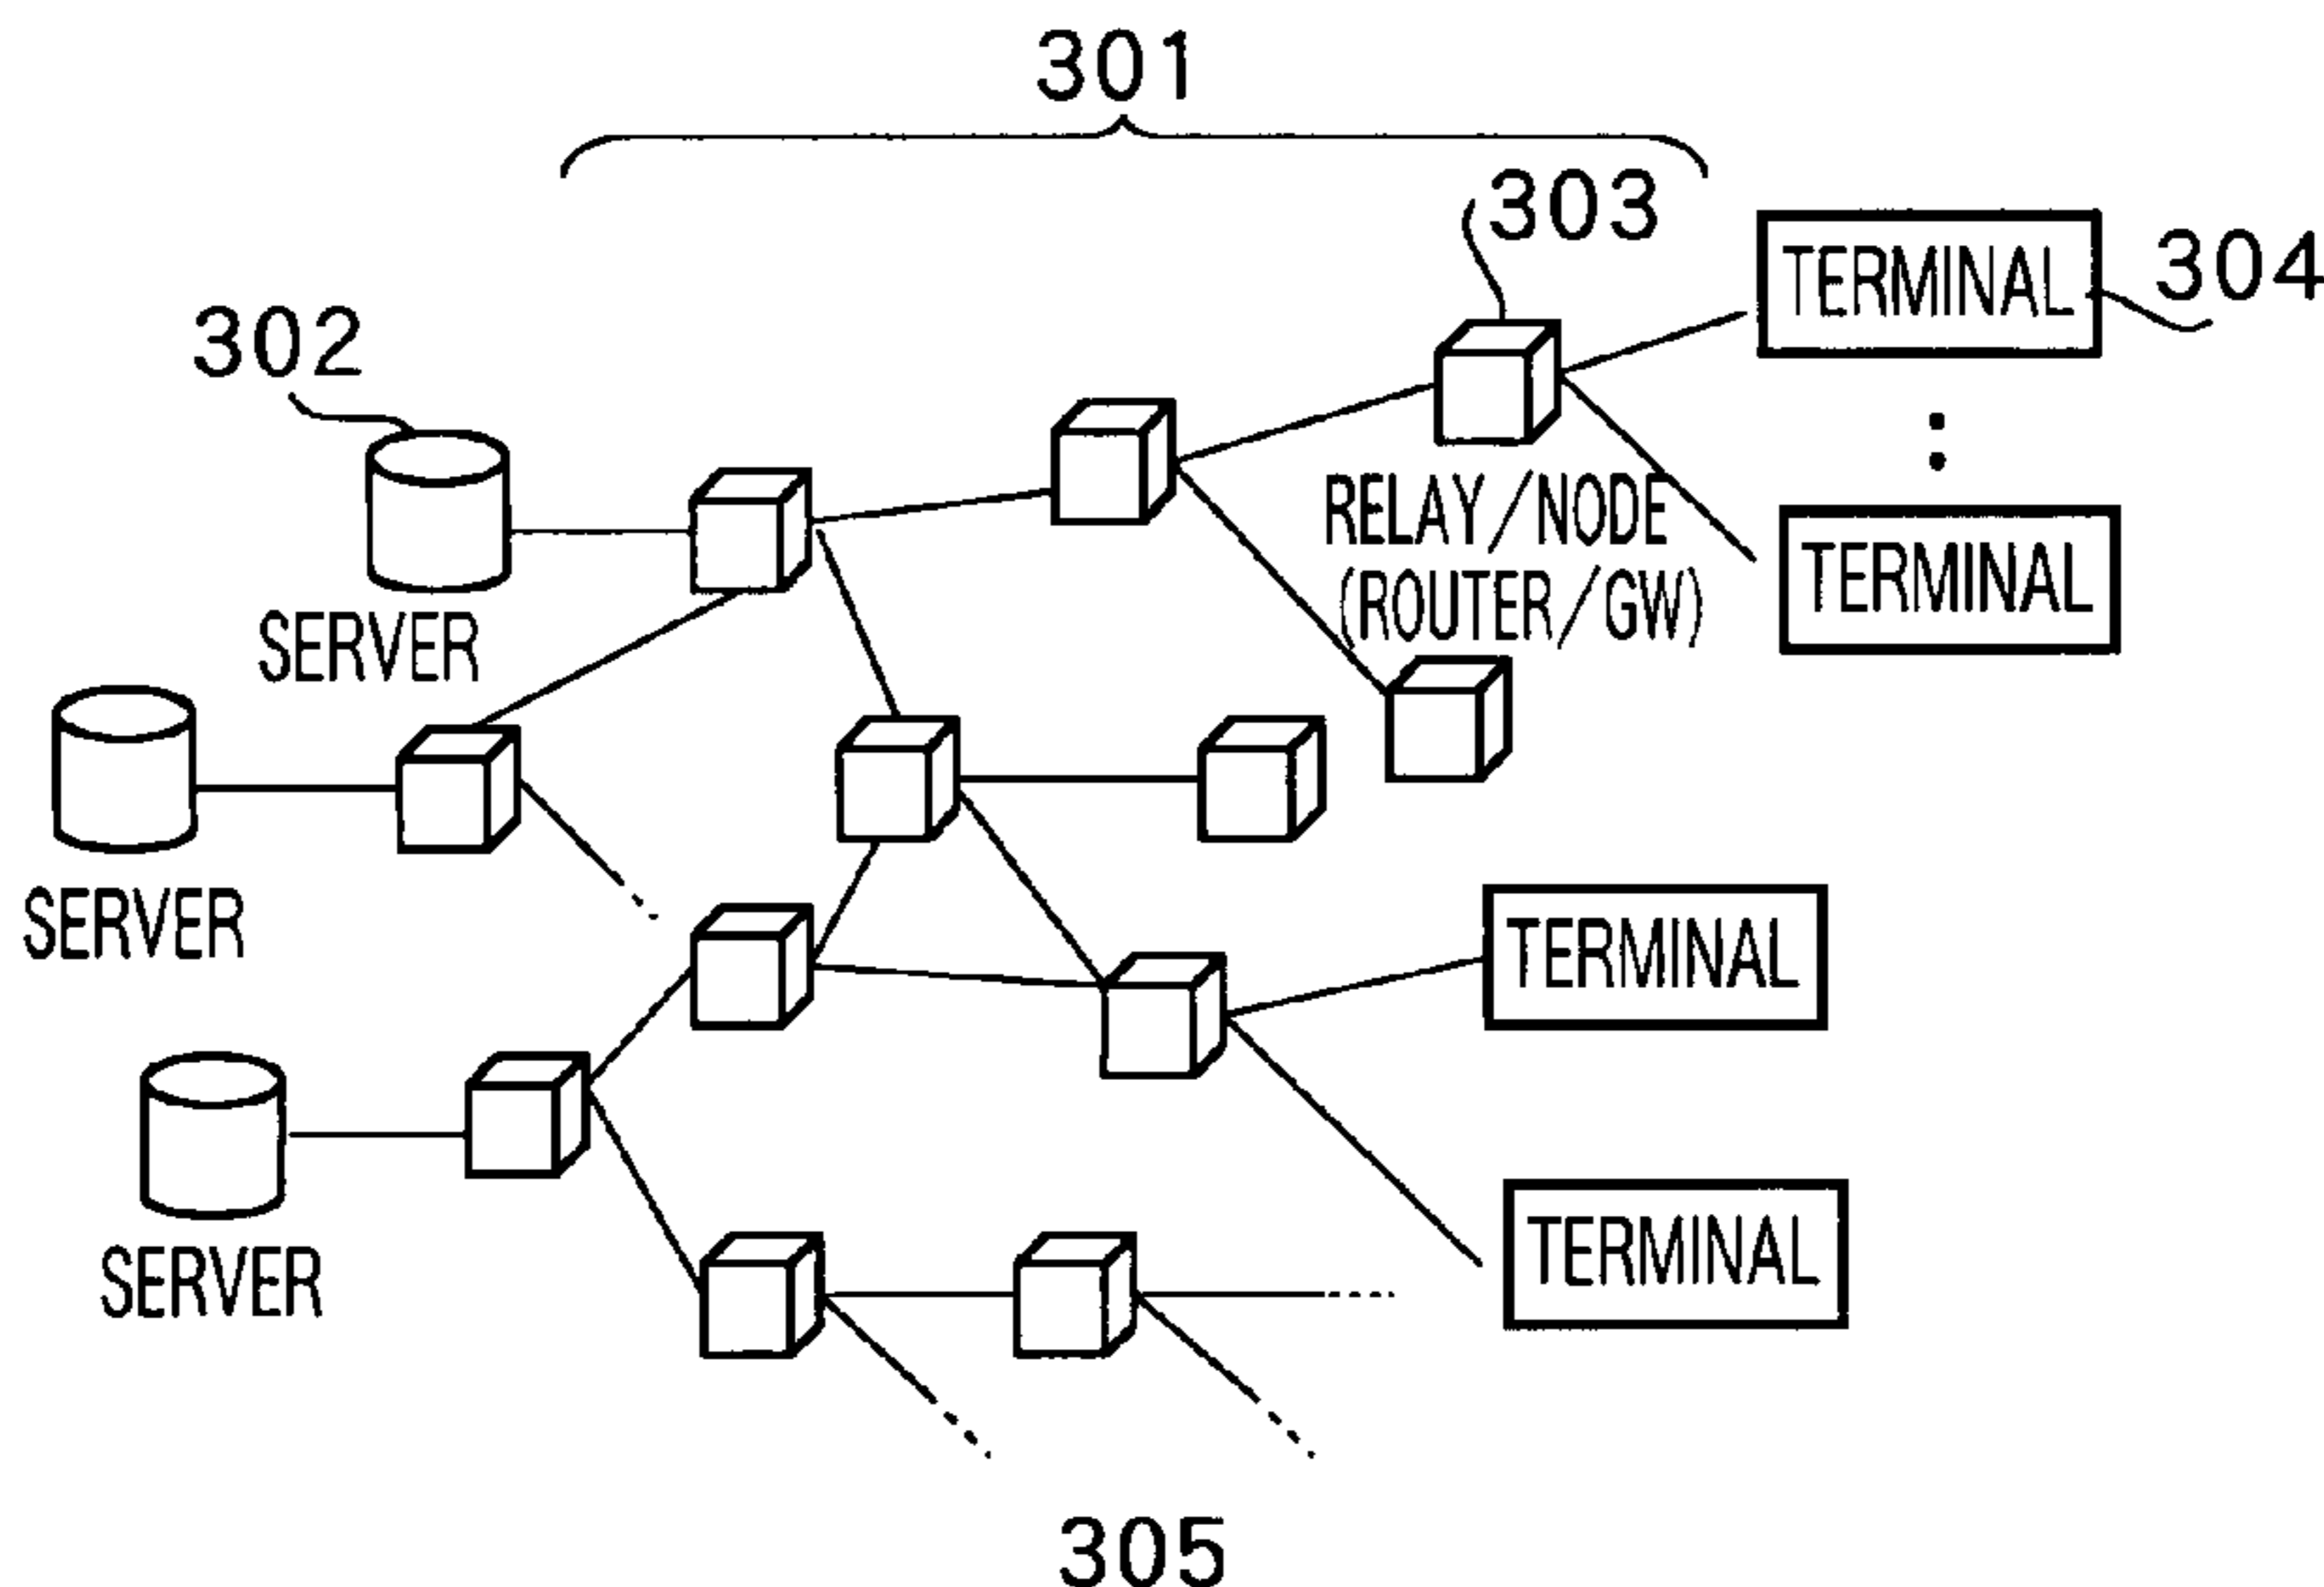 301
303
304
TERMINAL
302
RELAY/NODE
(ROUTER/GW)
TERMINAL
SERVER
SERVER
TERMINAL
SERVER
TERMINAL
305